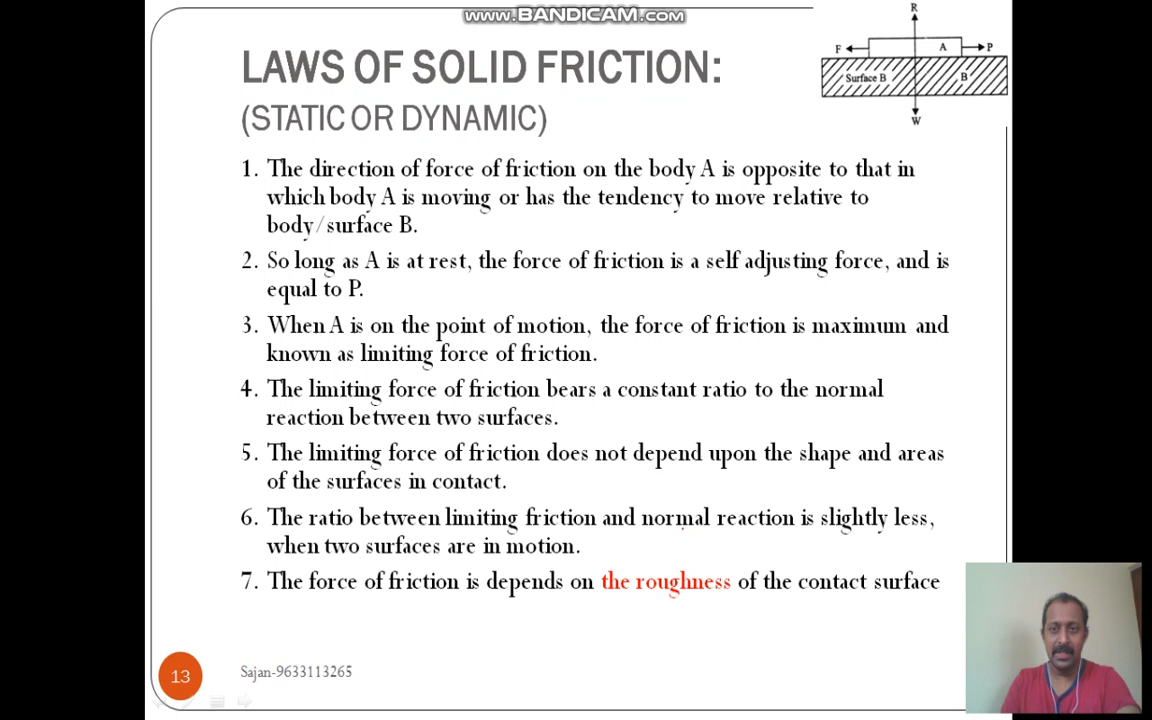 www.BANDICAM.com
LAWS OF SOLID FRICTION:
(STATIC OR DYNAMIC)
R
F
A
P
Surface B
B
W
1. The direction of force of friction on the body A is opposite to that in
which body A is moving or has the tendency to move relative to
body/surface B.
2. So long as A is at rest, the force of friction is a self adjusting force, and is
equal to P.
3. When A is on the point of motion, the force of friction is maximum and
known as limiting force of friction.
4. The limiting force of friction bears a constant ratio to the normal
reaction between two surfaces.
5. The limiting force of friction does not depend upon the shape and areas
of the surfaces in contact.
6. The ratio between limiting friction and normal reaction is slightly less,
when two surfaces are in motion.
7. The force of friction is depends on the roughness of the contact surface
13
Sajan-9633113265